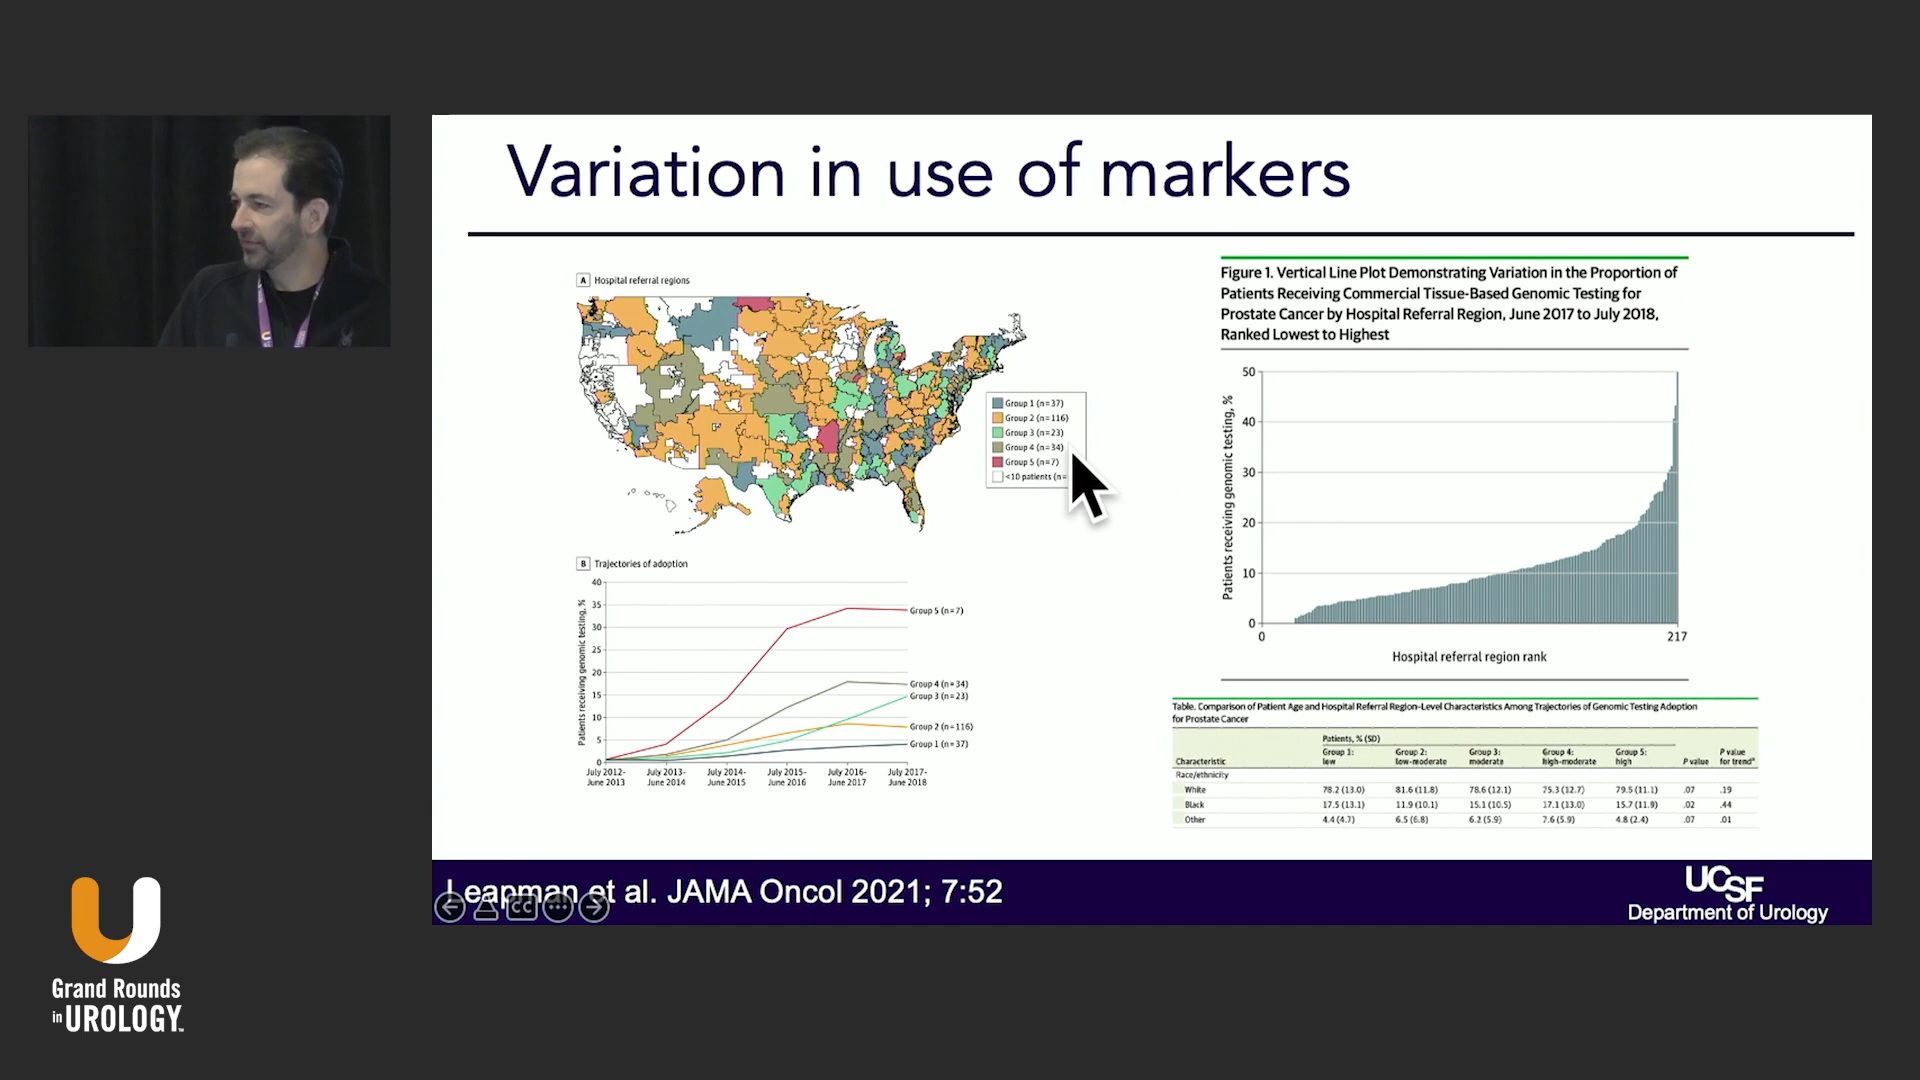 Variation in use of markers
A Hospital referral regions
Group 1 (n=37)
Group 2 (n=116)
Group 3 (n=23)
Group 4 (n=34)
Group 5 (n=7)
<10 patients (n=
B Trajectories of adoption
Patients receiving genomic testing, %
40
35
30
25
20
15
10
5
0
Group 5 (n=7)
Group 4 (n=34)
Group 3 (n=23)
Group 2 (n=116)
Group 1 (n=37)
July 2012- July 2013- July 2014- July 2015- July 2016- July 2017-
June 2013 June 2014 June 2015 June 2016 June 2017 June 2018
Figure 1. Vertical Line Plot Demonstrating Variation in the Proportion of
Patients Receiving Commercial Tissue-Based Genomic Testing for
Prostate Cancer by Hospital Referral Region, June 2017 to July 2018,
Ranked Lowest to Highest
Patients receiving genomic testing, %
50
40
30
20
10
0
0 217
Hospital referral region rank
Table. Comparison of Patient Age and Hospital Referral Region-Level Characteristics Among Trajectories of Genomic Testing Adoption
for Prostate Cancer
Patients, % (SD)
Group 1: Group 2: Group 3: Group 4: Group 5: P value
Characteristic low low-moderate moderate high-moderate high P value for trendª
Race/ethnicity
White 78.2 (13.0) 81.6 (11.8) 78.6 (12.1) 75.3 (12.7) 79.5 (11.1) .07 .19
Black 17.5 (13.1) 11.9 (10.1) 15.1 (10.5) 17.1 (13.0) 15.7 (11.9) .02 .44
Other 4.4 (4.7) 6.5 (6.8) 6.2 (5.9) 7.6 (5.9) 4.8 (2.4) .07 .01
Leapman et al. JAMA Oncol 2021; 7:52
CC
UCSF
Department of Urology
Grand Rounds
in UROLOGY™